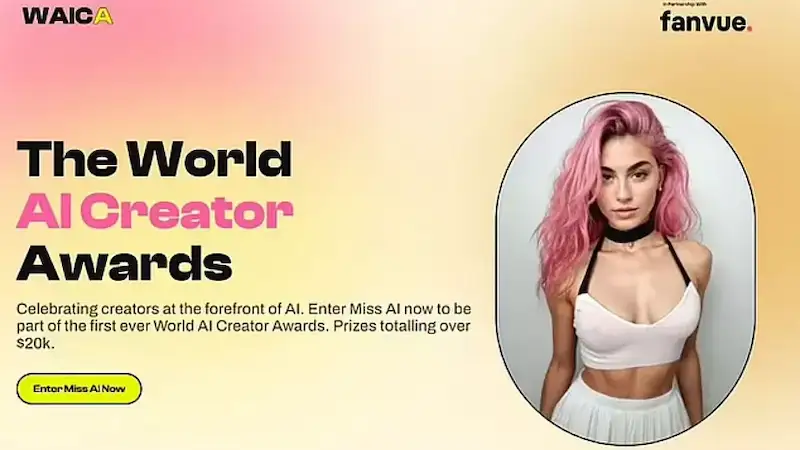 WAICA
In Partnership With
fanvue.
The World
AI Creator
Awards
Celebrating creators at the forefront of AI. Enter Miss AI now to be
part of the first ever World AI Creator Awards. Prizes totalling over
$20k.
Enter Miss AI Now